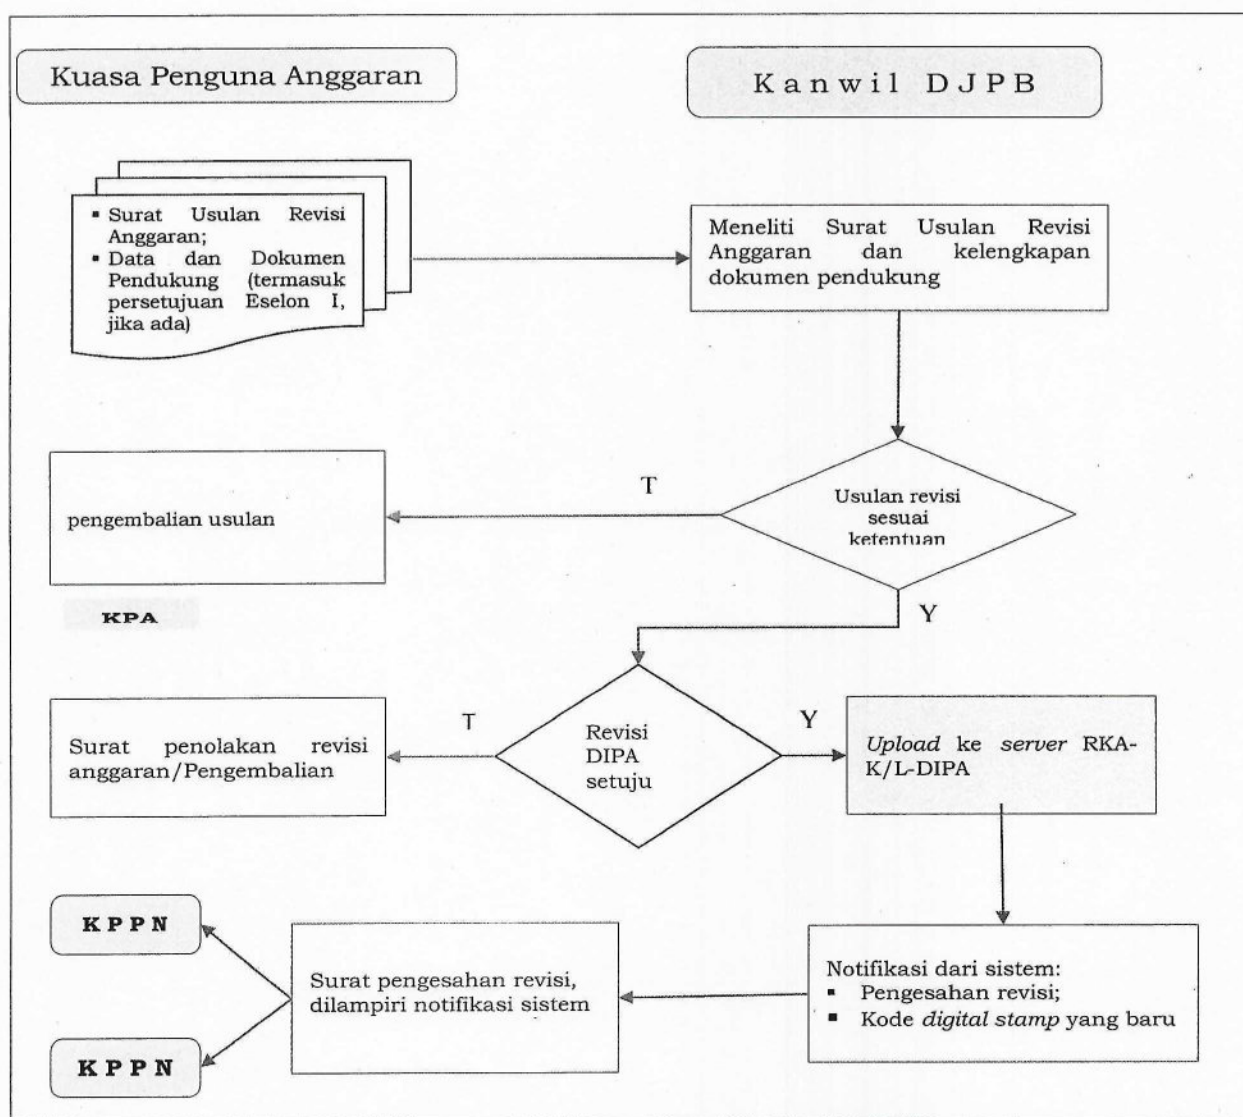 Kuasa Penguna Anggaran
Kanwil DJPB
▪ Surat Usulan Revisi
Anggaran;
▪ Data dan Dokumen
Pendukung (termasuk
persetujuan Eselon I,
jika ada)
Meneliti Surat Usulan Revisi
Anggaran dan kelengkapan
dokumen pendukung
T
Usulan revisi
sesuai
ketentuan
pengembalian usulan
KPA
Y
T
Y
Surat penolakan revisi
anggaran/Pengembalian
Revisi
DIPA
setuju
Upload ke server RKA-
K/L-DIPA
KPPN
Surat pengesahan revisi,
dilampiri notifikasi sistem
Notifikasi dari sistem:
▪ Pengesahan revisi;
▪ Kode digital stamp yang baru
KPPN